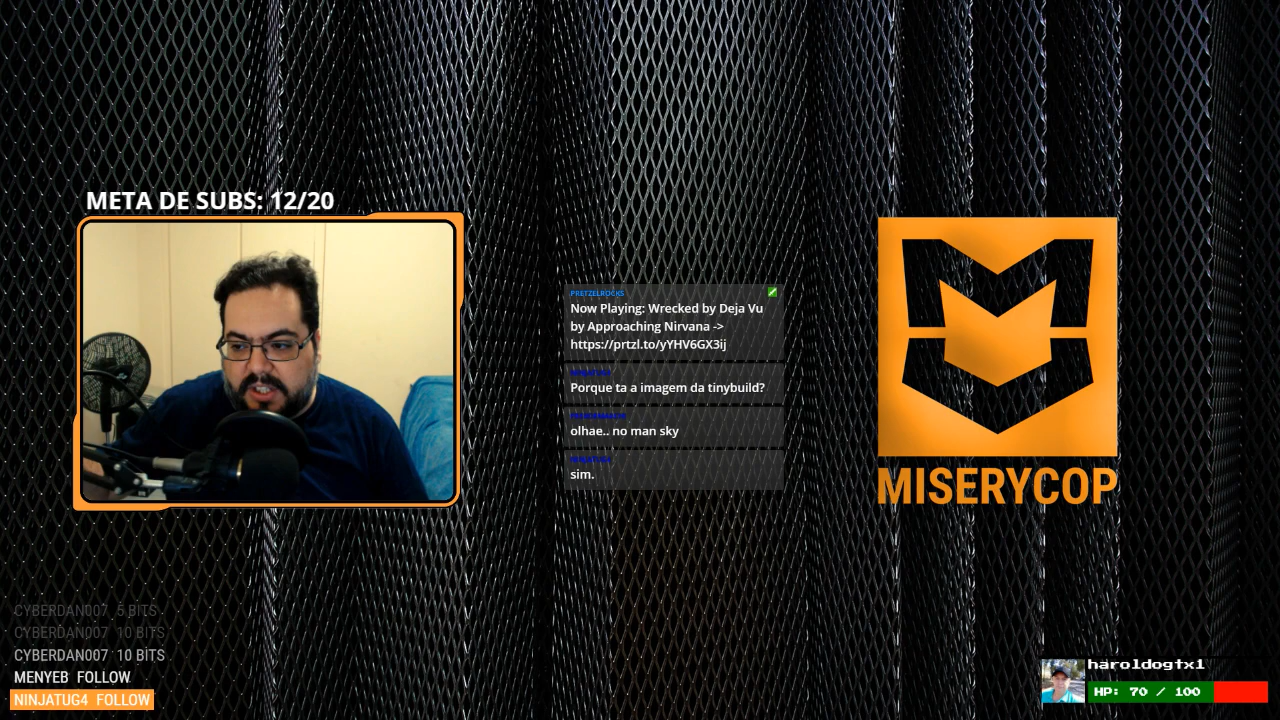 META DE SUBS: 12/20
PRETZELROCKS
Now Playing: Wrecked by Deja Vu
by Approaching Nirvana ->
https://prtzl.to/yYHV6GX3ij
Porque ta a imagem da tinybuild?
olhae.. no man sky
sim.
MISERYCOP
CYBERDAN007 5 BITS
CYBERDAN007 10 BITS
CYBERDAN007 10 BITS
MENYEB FOLLOW
NINJATUG4 FOLLOW
haroldogfx1
HP: 70 / 100